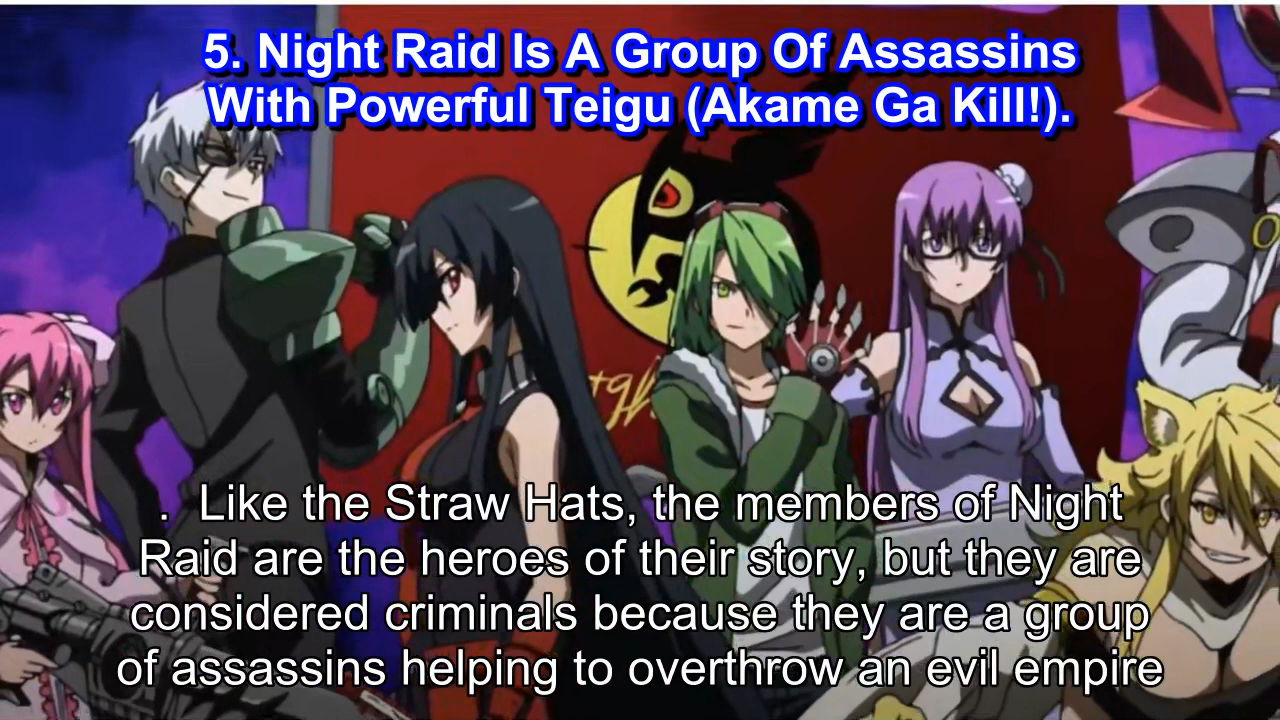 5. Night Raid Is A Group Of Assassins
With Powerful Teigu (Akame Ga Kill!).
. Like the Straw Hats, the members of Night
Raid are the heroes of their story, but they are
considered criminals because they are a group
of assassins helping to overthrow an evil empire